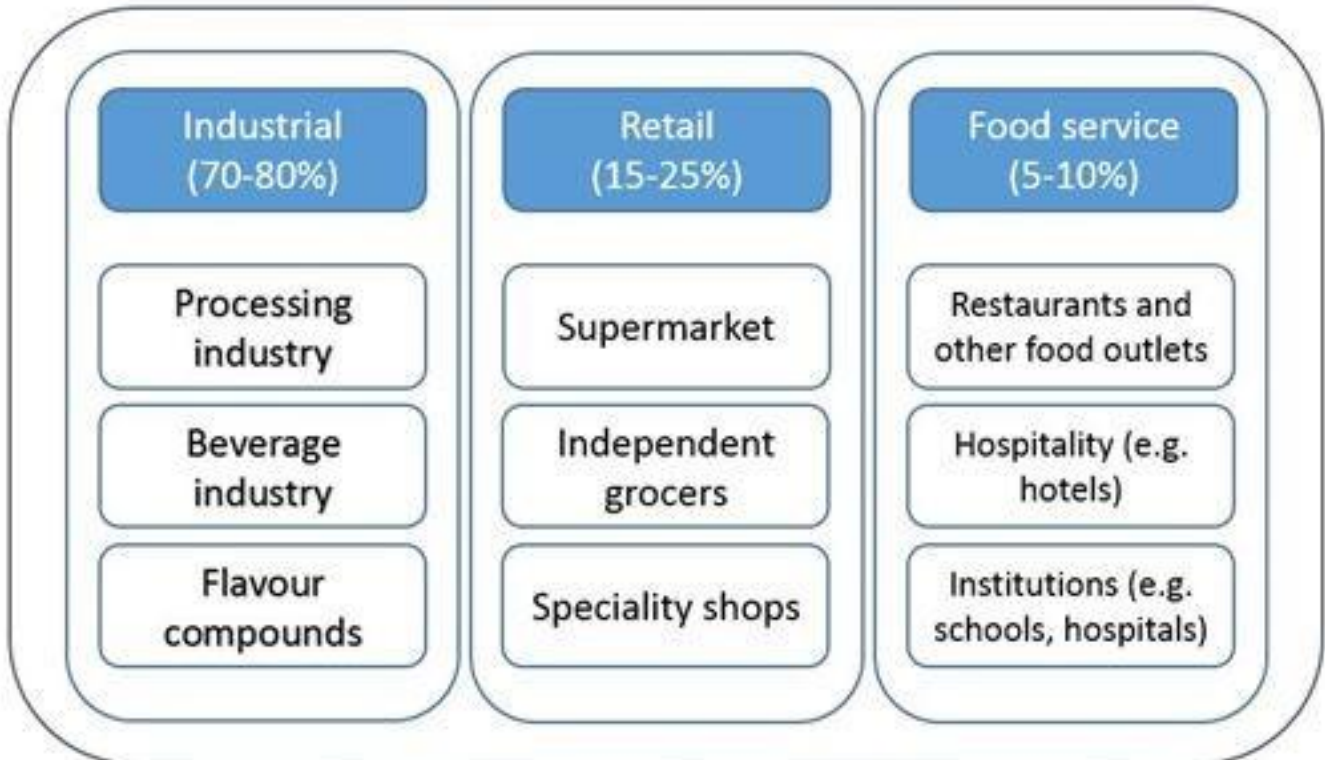 Industrial
(70-80%)
Processing
industry
Beverage
industry
Flavour
compounds
Retail
(15-25%)
Supermarket
Independent
grocers
Speciality shops
Food service
(5-10%)
Restaurants and
other food outlets
Hospitality (e.g.
hotels)
Institutions (e.g.
schools, hospitals)